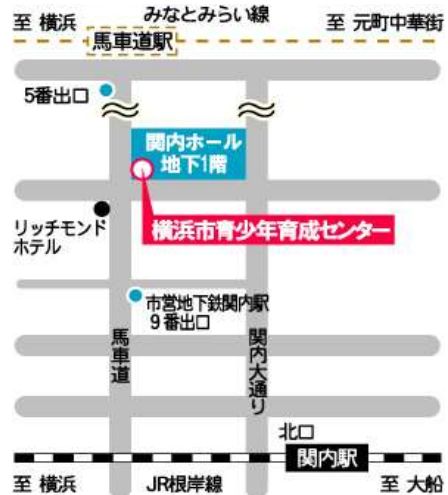 みなとみらい線
至 横浜
至 元町中華街
馬車道駅
5番出口
関内ホール
地下1階
横浜市青少年育成センター
リッチモンド
ホテル
市営地下鉄関内駅
9番出口
馬車道
関内大通り
北口
関内駅
至 横浜
JR根岸線
至 大船